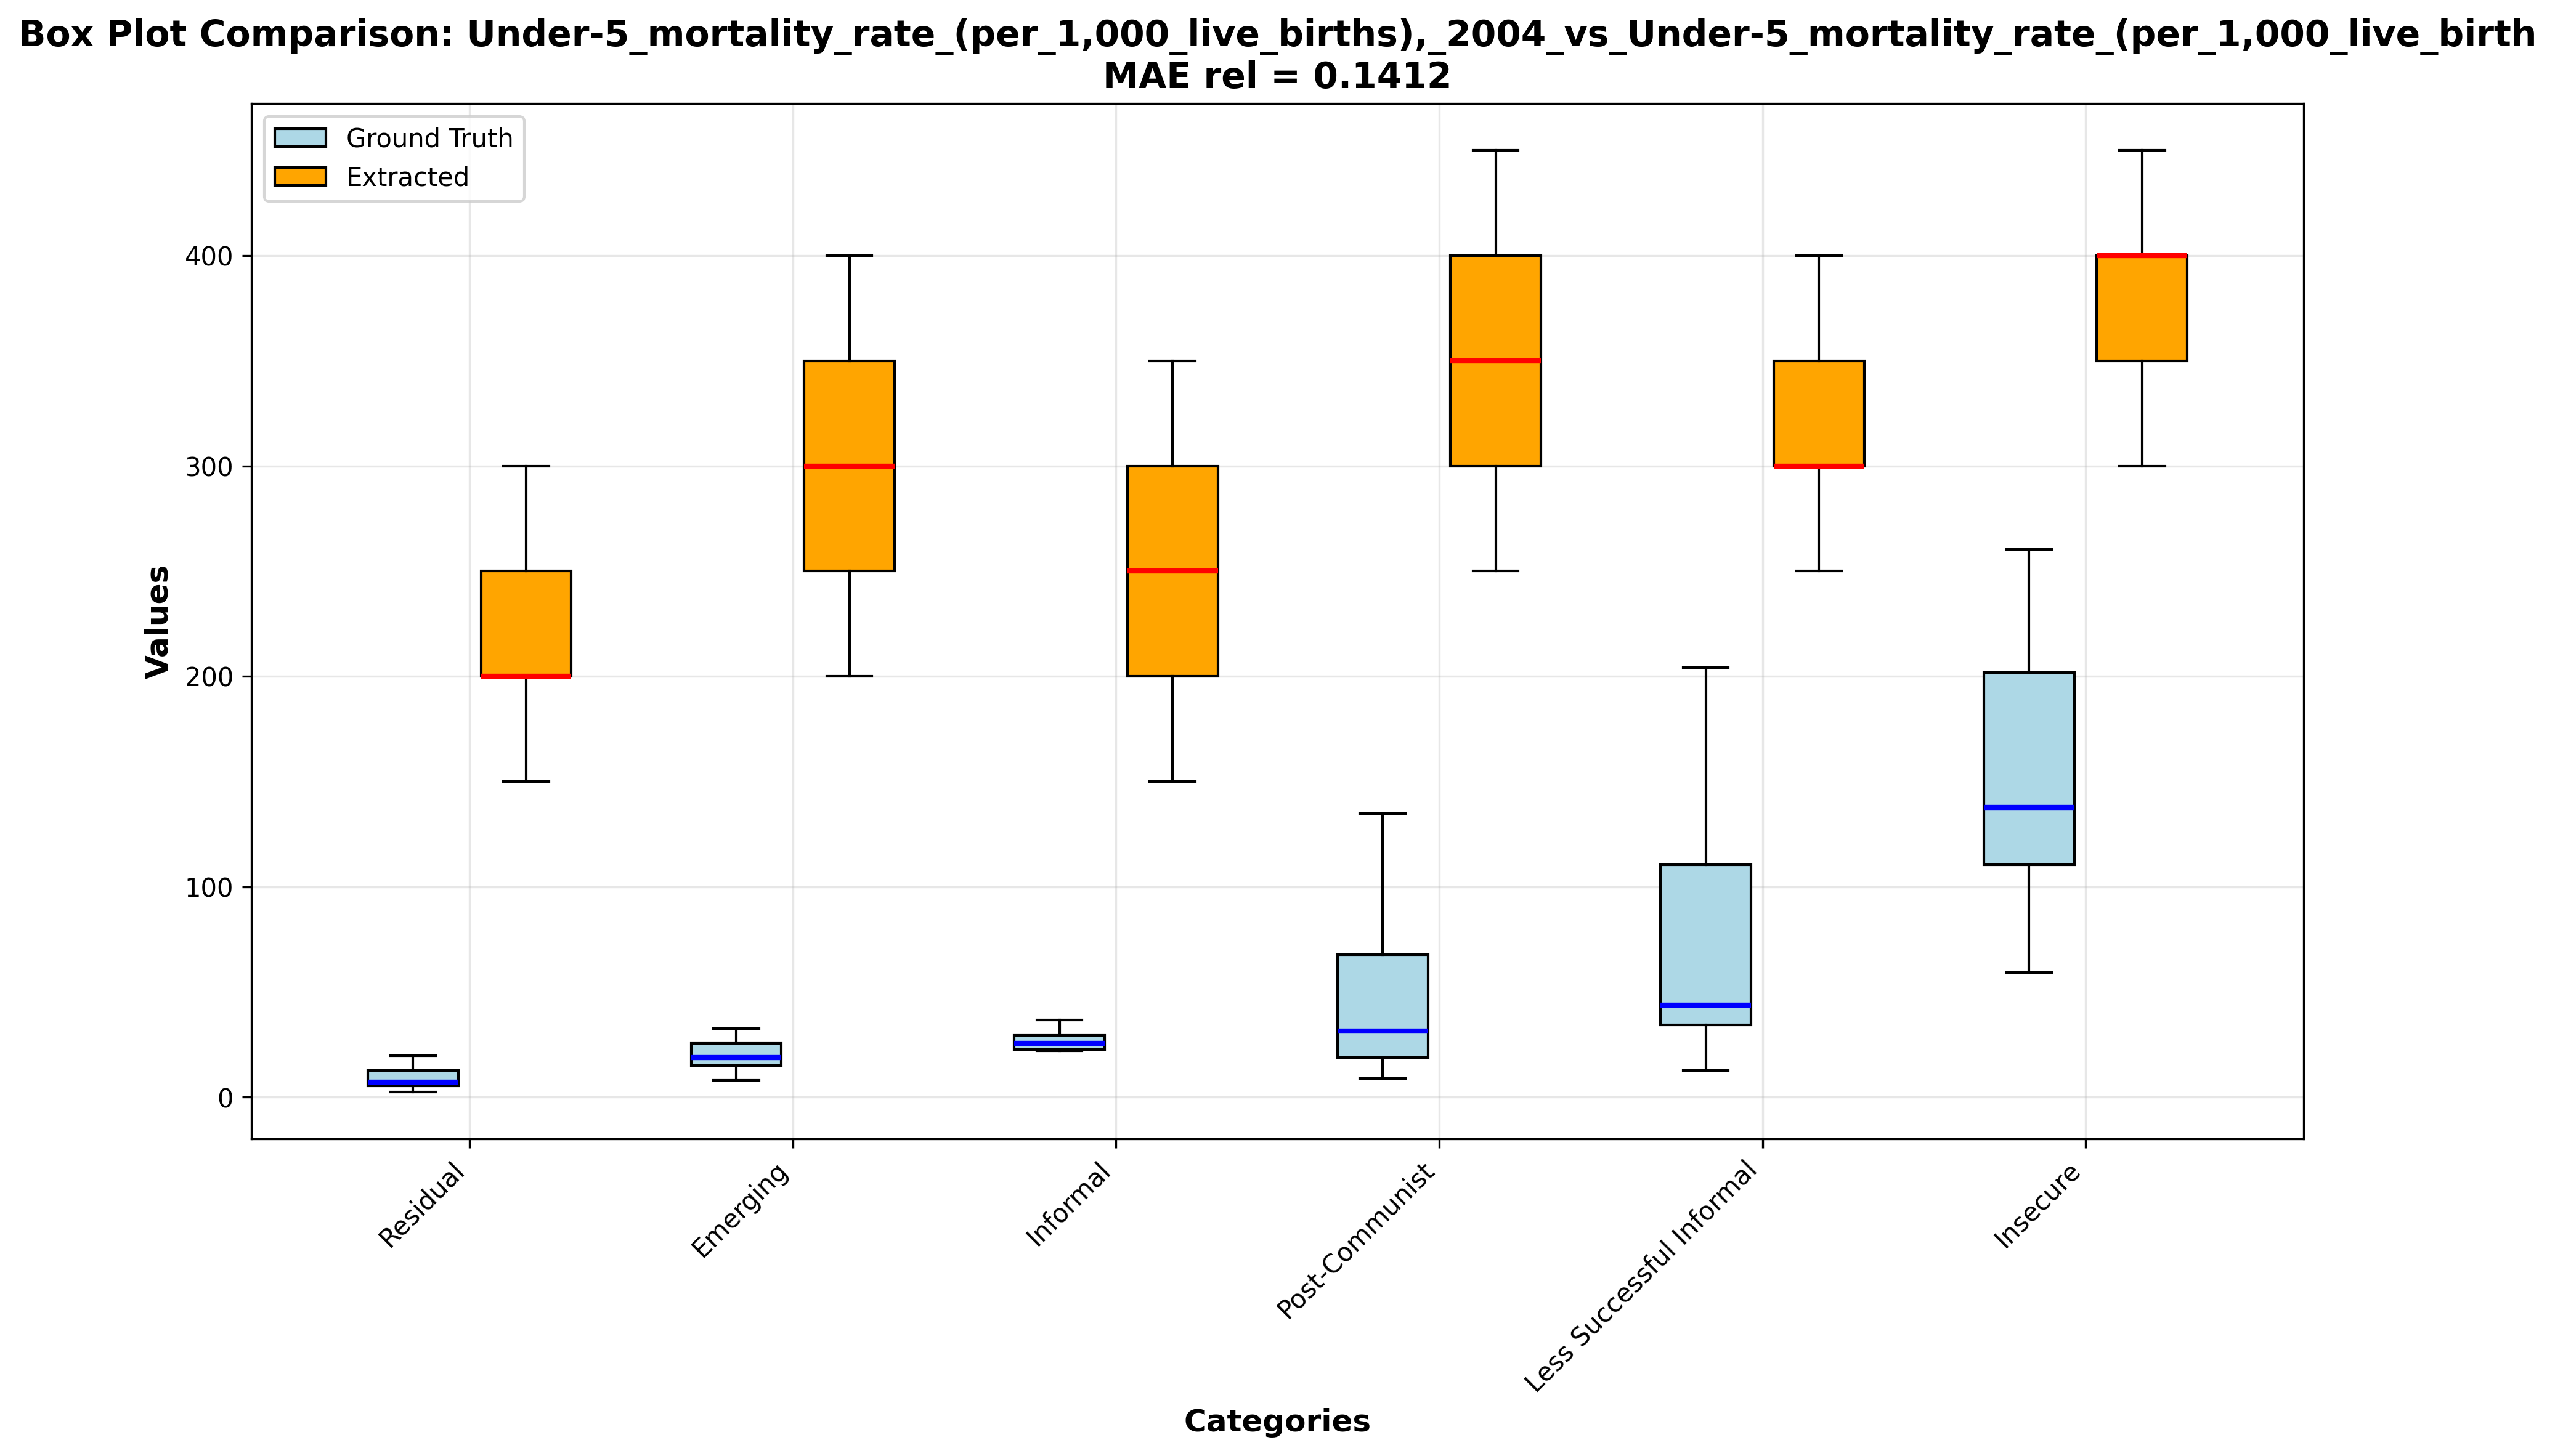 Box Plot Comparison: Under-5_mortality_rate_(per_1,000_live_births),_2004_vs_Under-5_mortality_rate_(per_1,000_live_birth
MAE rel = 0.1412
Ground Truth
Extracted
400
300
200
100
0
Values
Residual
Emerging
Informal
Post-Communist
Less Successful Informal
Insecure
Categories